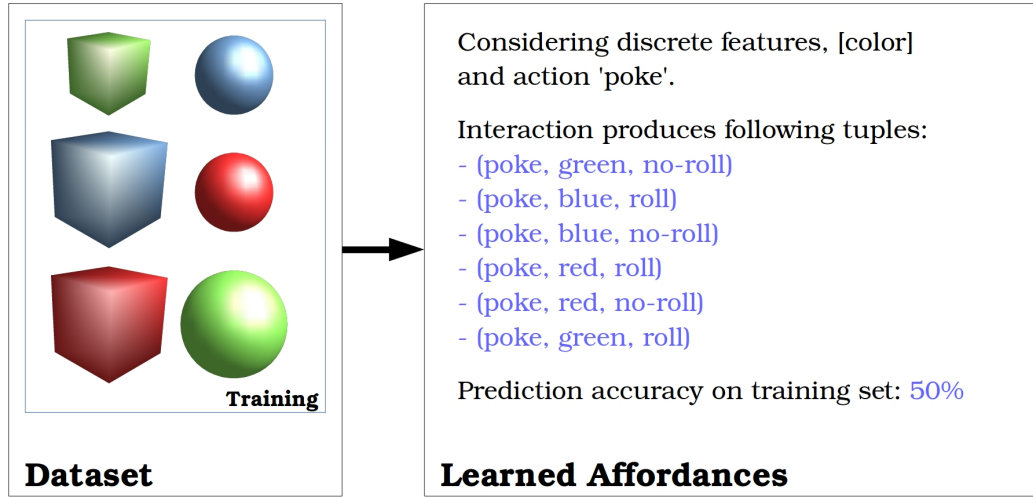 Training
Dataset
Considering discrete features, [color]
and action 'poke'.
Interaction produces following tuples:
- (poke, green, no-roll)
- (poke, blue, roll)
- (poke, blue, no-roll)
- (poke, red, roll)
- (poke, red, no-roll)
- (poke, green, roll)
Prediction accuracy on training set: 50%
Learned Affordances